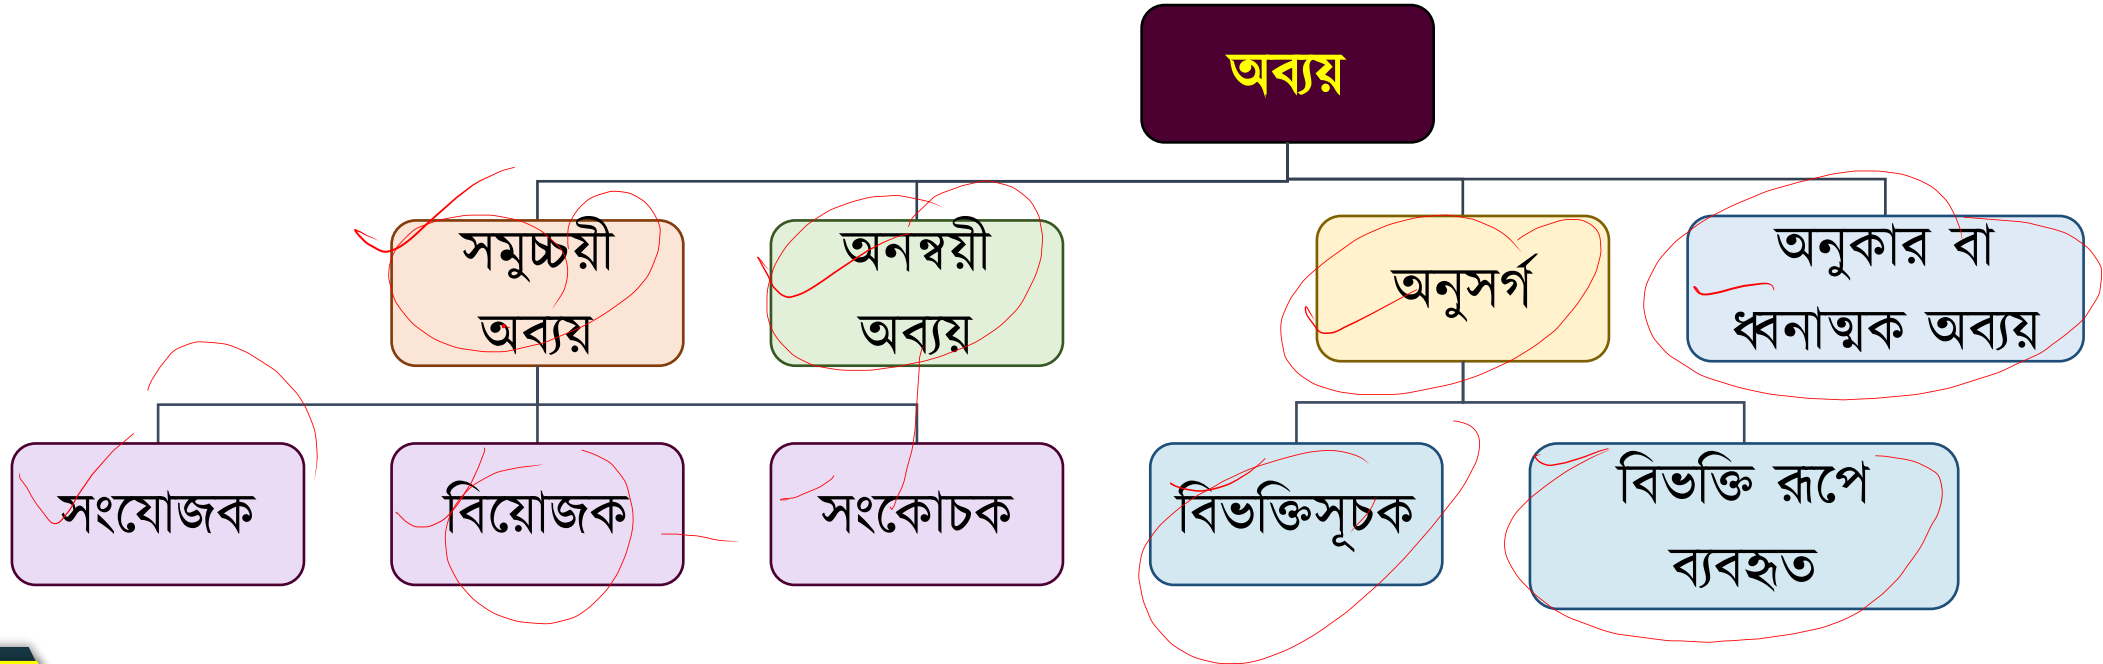 অব্যয়
সমুচ্চয়ী
অব্যয়
অনন্বয়ী
অব্যয়
অনুসর্গ
অনুকার বা
ধ্বনাত্মক অব্যয়
সংযোজক
বিয়োজক
সংকোচক
বিভক্তিসূচক
বিভক্তি রূপে
ব্যবহৃত